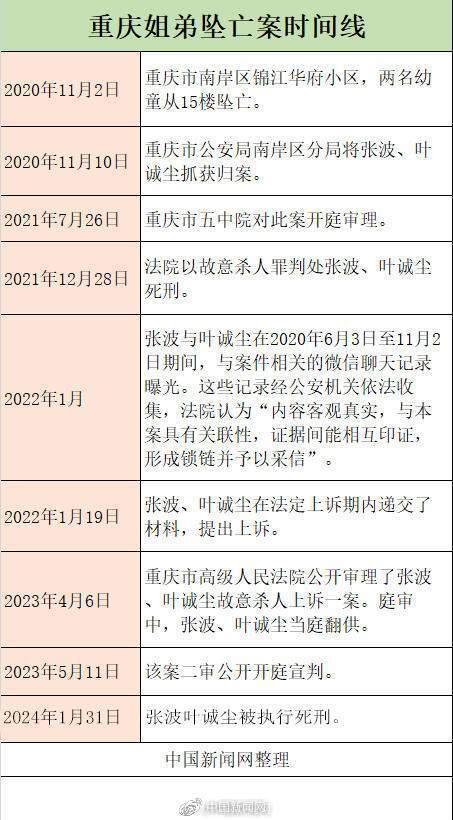 重庆姐弟坠亡案时间线
2020年11月2日
重庆市南岸区锦江华府小区，两名幼
童从15楼坠亡。
2020年11月10日
重庆市公安局南岸区分局将张波、叶
诚尘抓获归案。
2021年7月26日
重庆市五中院对此案开庭审理。
2021年12月28日
法院以故意杀人罪判处张波、叶诚尘
死刑。
2022年1月
张波与叶诚尘在2020年6月3日至11月2
日期间，与案件相关的微信聊天记录
曝光。这些记录经公安机关依法收
集，法院认为“内容客观真实，与本
案具有关联性，证据间能相互印证，
形成锁链并予以采信”。
2022年1月19日
张波、叶诚尘在法定上诉期内递交了
材料，提出上诉。
2023年4月6日
重庆市高级人民法院公开审理了张波
、叶诚尘故意杀人上诉一案。庭审
中，张波、叶诚尘当庭翻供。
2023年5月11日
该案二审公开开庭宣判。
2024年1月31日
张波叶诚尘被执行死刑。
中国新闻网整理
@中国新闻网